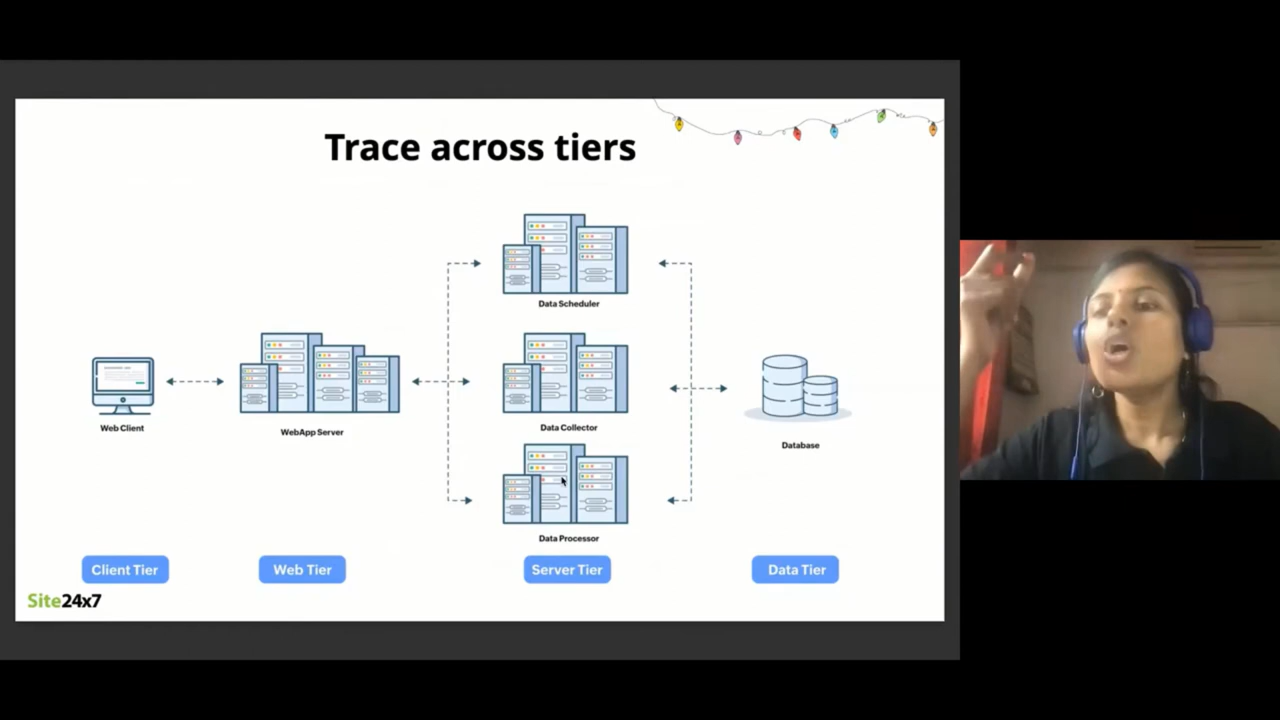 Trace across tiers
Data Scheduler
Web Client
WebApp Server
Data Collector
Database
Data Processor
Client Tier
Web Tier
Server Tier
Data Tier
Site24x7